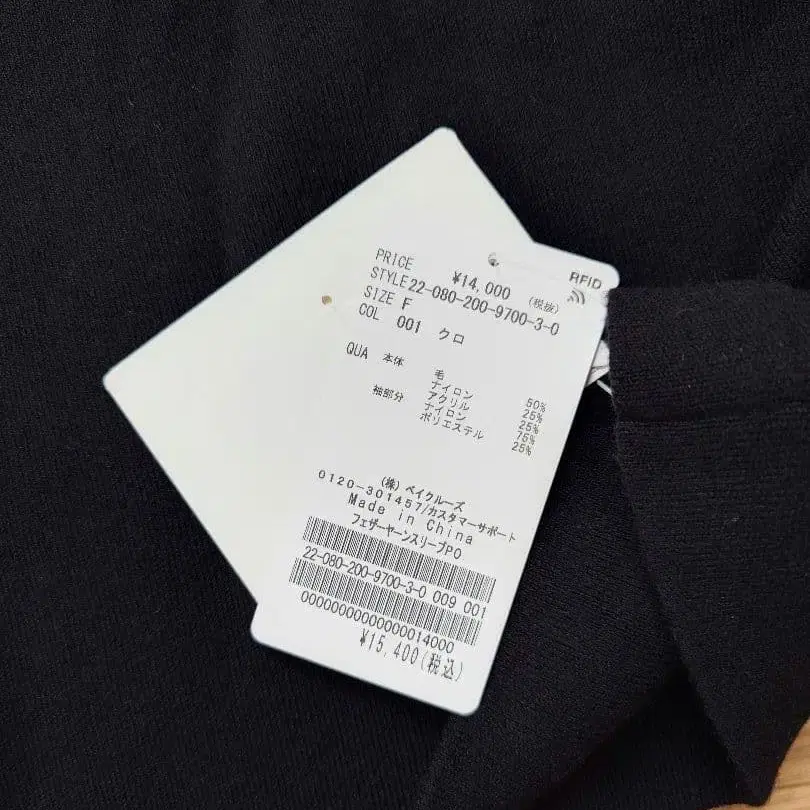 RFID
PRICE ¥14,000 (税抜)
STYLE 22-080-200-9700-3-0
SIZE F
COL 001 クロ
QUA 本体 毛 50%
ナイロン 25%
アクリル 25%
袖部分 ナイロン 75%
ポリエステル 25%
(株) ベイクルーズ
0120-301457/カスタマーサポート
Made in China
フェザーヤーンスリーブPO
22-080-200-9700-3-0 009 001
00000000000000014000
¥15,400(税込)